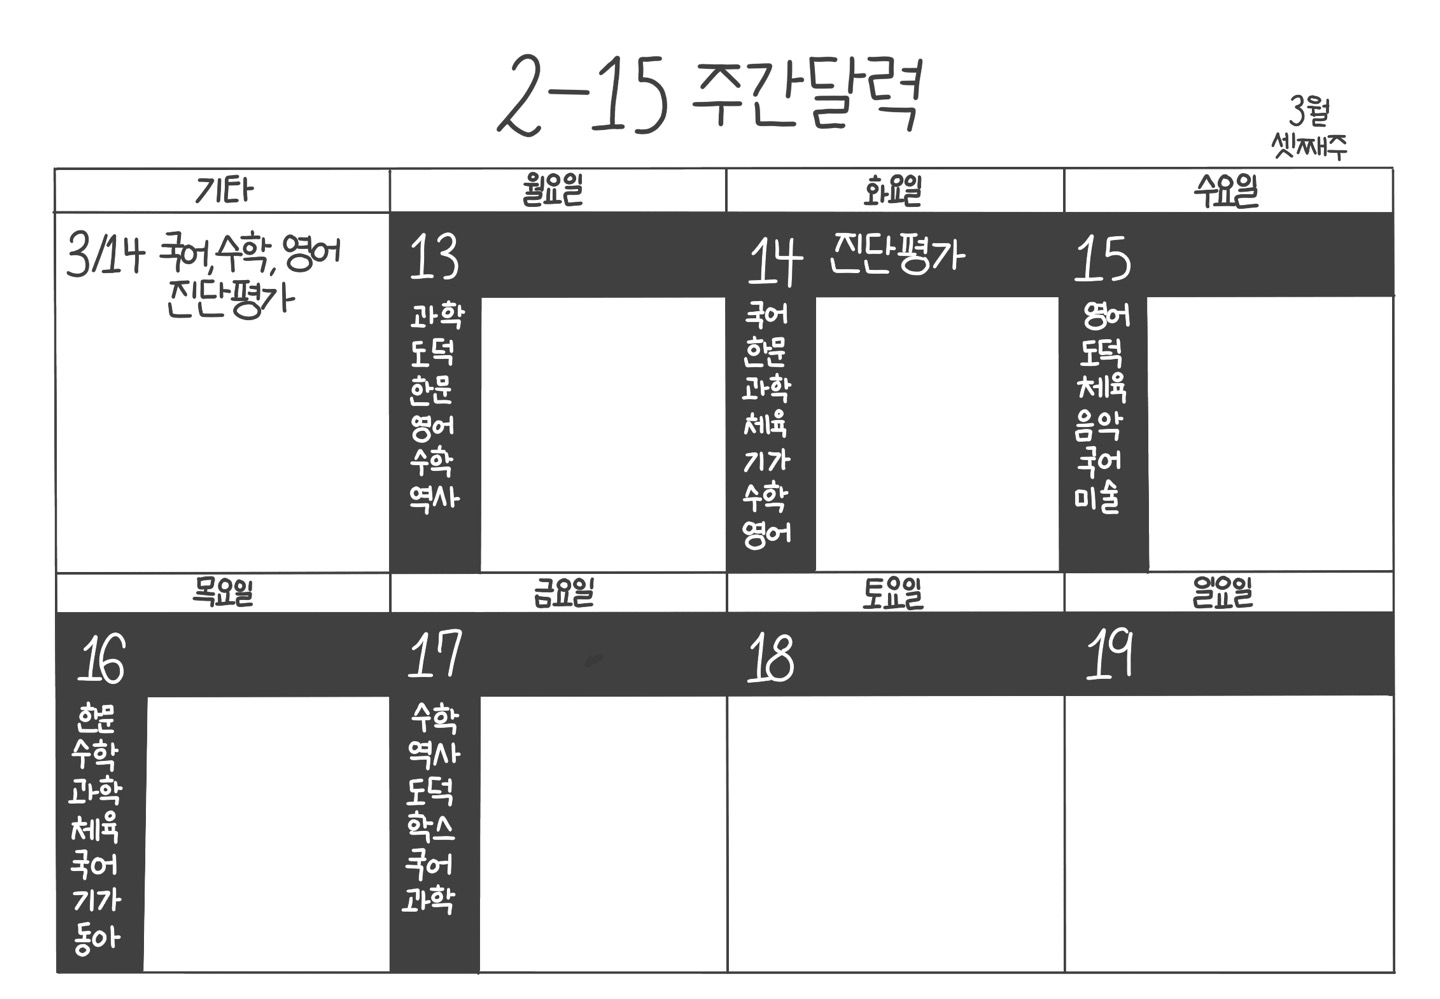 2-15 주간달력
3월
셋째주
기타
3/14 국어, 수학, 영어
진단평가
월요일
13
과학
도덕
한문
영어
수학
역사
화요일
14 진단평가
국어
한문
과학
체육
기가
수학
영어
수요일
15
영어
도덕
체육
음악
국어
미술
목요일
16
한문
수학
과학
체육
국어
기가
동아
금요일
17
수학
역사
도덕
학스
국어
과학
토요일
18
일요일
19